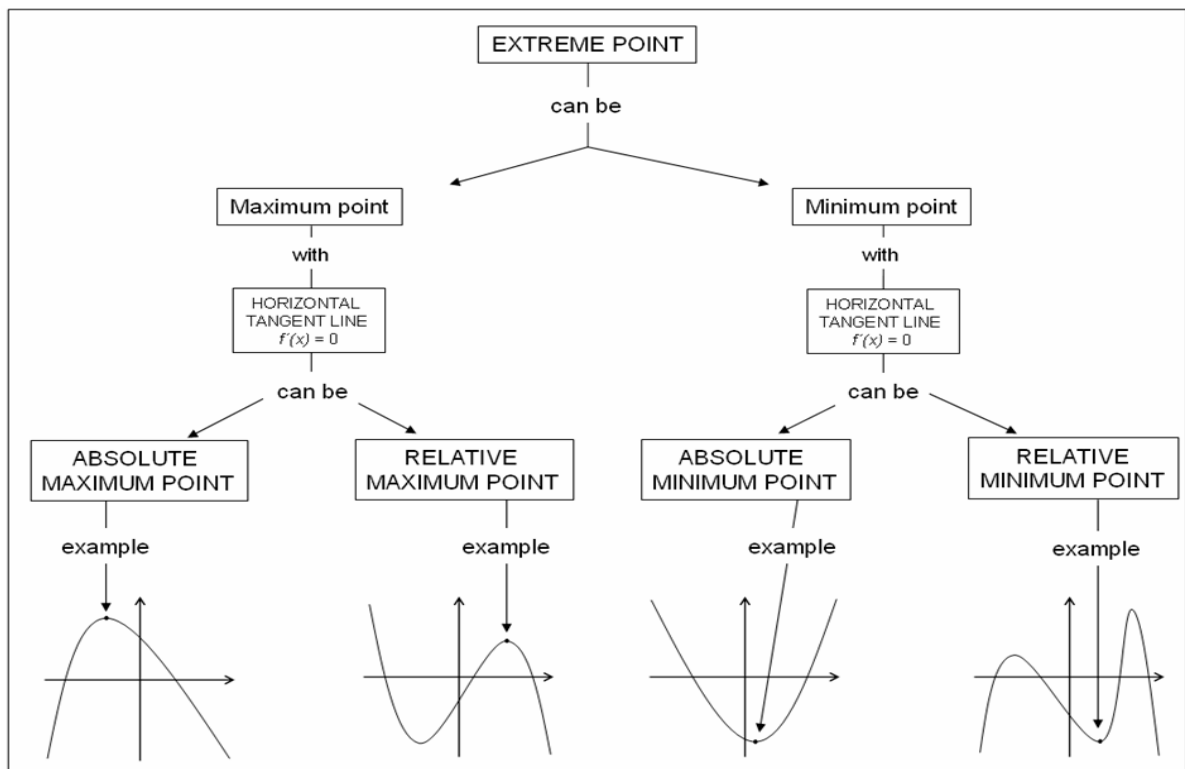 EXTREME POINT
can be
Maximum point
Minimum point
with
with
HORIZONTAL
TANGENT LINE
f´(x) = 0
HORIZONTAL
TANGENT LINE
f´(x) = 0
can be
can be
ABSOLUTE
MAXIMUM POINT
RELATIVE
MAXIMUM POINT
ABSOLUTE
MINIMUM POINT
RELATIVE
MINIMUM POINT
example
example
example
example